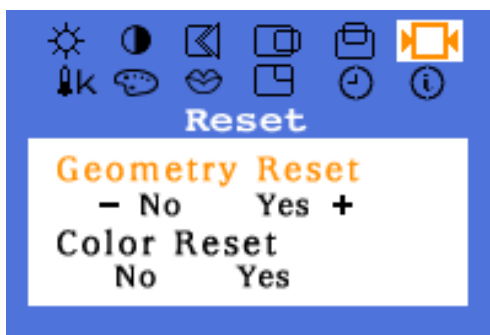 k
Reset
Geometry Reset
- No Yes +
Color Reset
No Yes